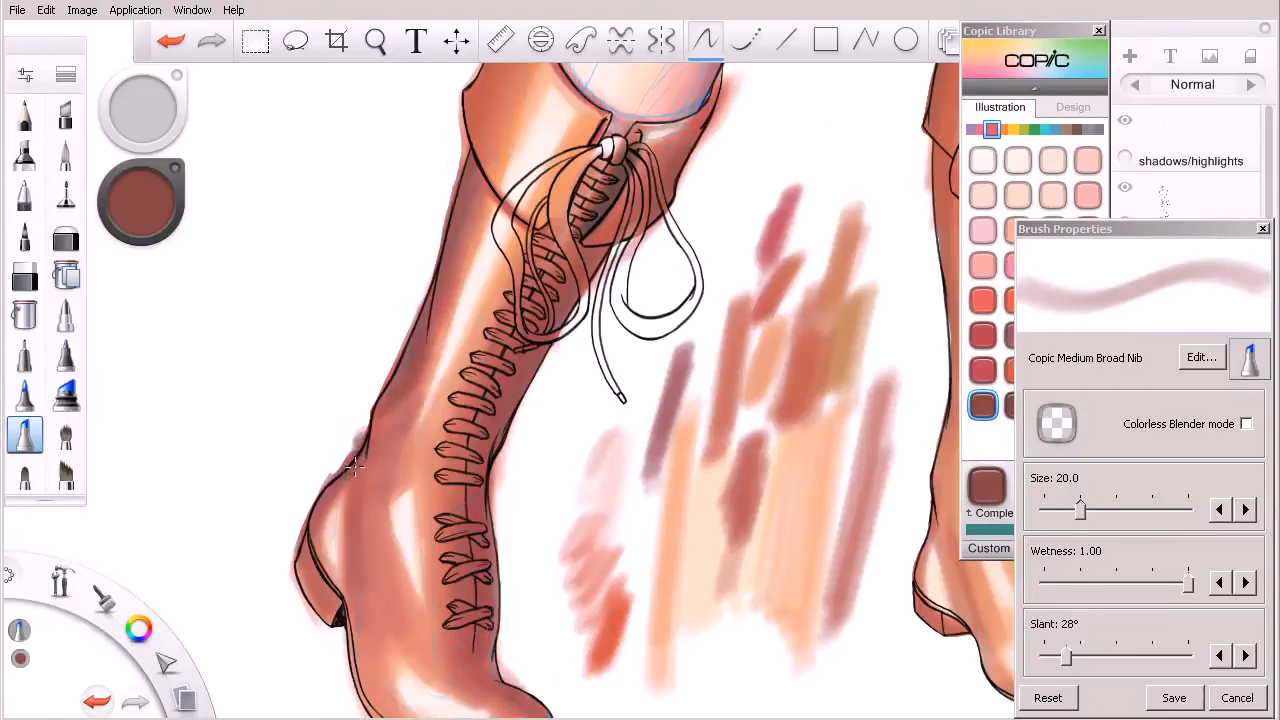 File Edit Image Application Window Help
T
Copic Library
COPIC
Illustration Design
T
Normal
shadows/highlights
Brush Properties
Copic Medium Broad Nib Edit...
Colorless Blender mode
Size: 20.0
Wetness: 1.00
Slant: 28°
Reset Save Cancel
Custom